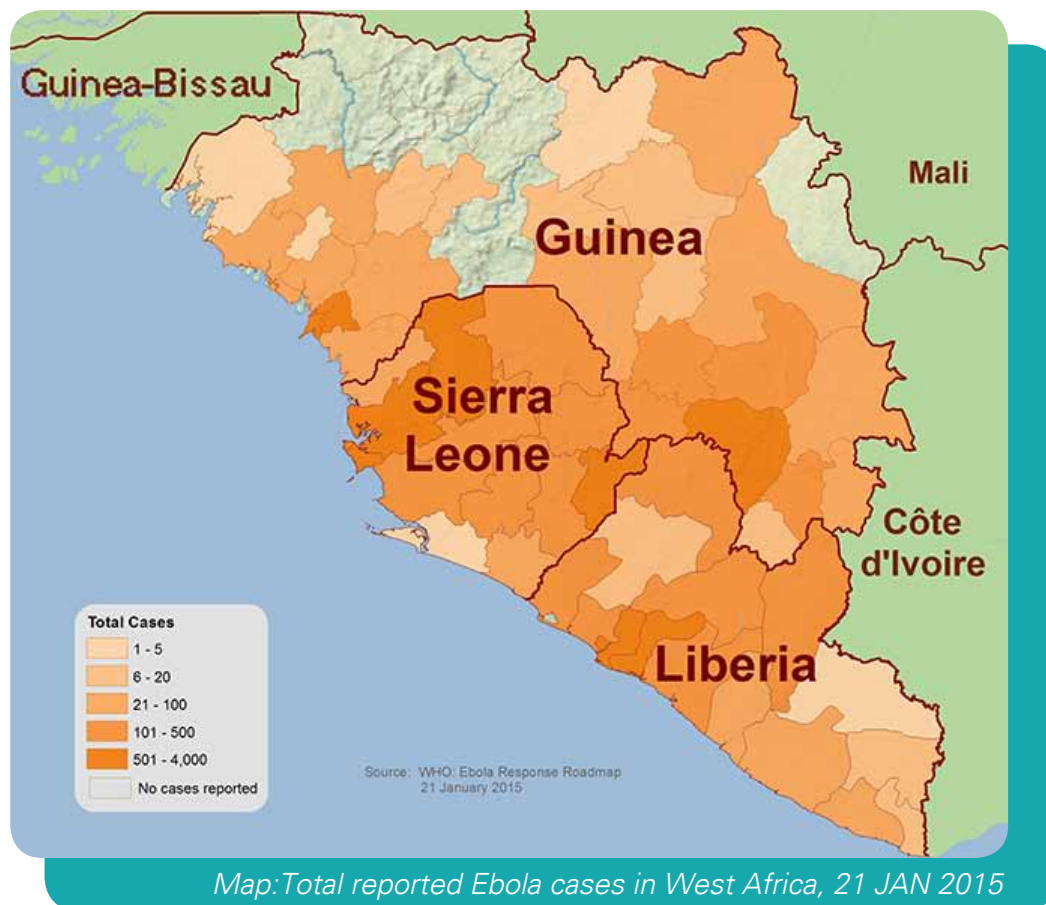 Guinea-Bissau
Mali
Guinea
Sierra
Leone
Côte
d'Ivoire
Liberia
Total Cases
1 - 5
6 - 20
21 - 100
101 - 500
501 - 4,000
No cases reported
Source: WHO: Ebola Response Roadmap
21 January 2015
Map:Total reported Ebola cases in West Africa, 21 JAN 2015